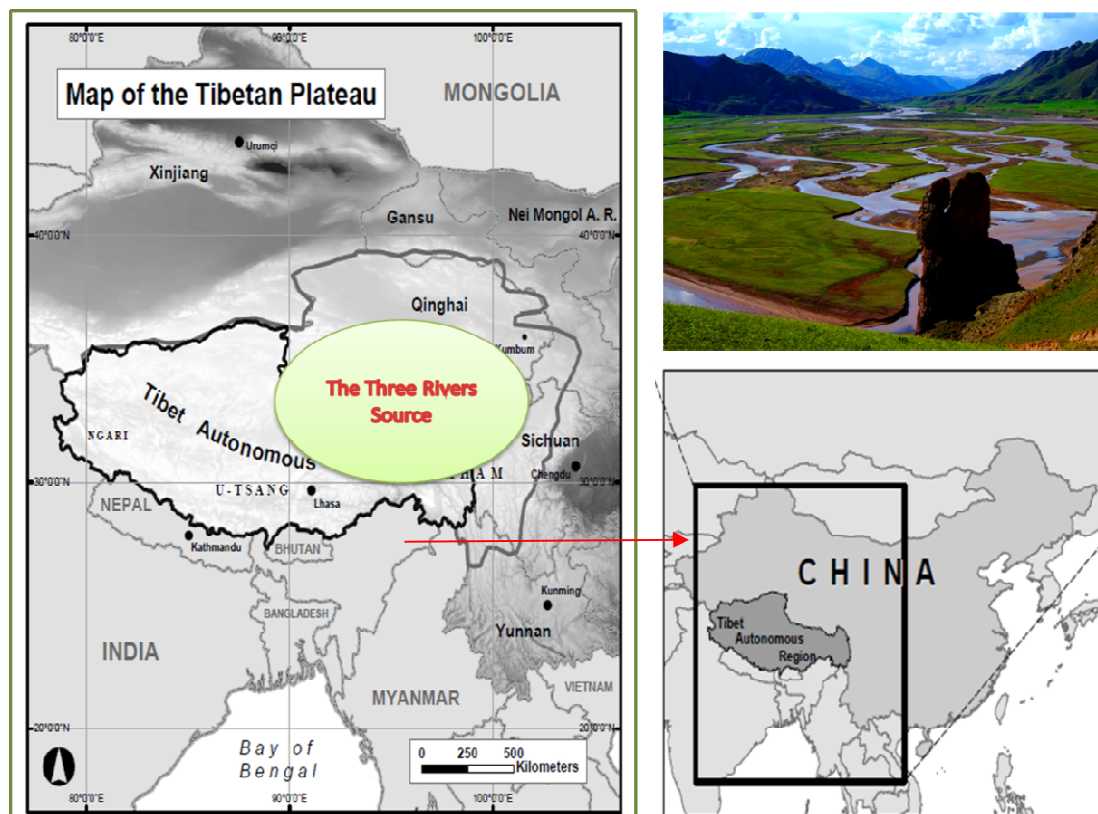 80°0'0"E 90°0'0"E 100°0'0"E
Map of the Tibetan Plateau
MONGOLIA
Urumqi
Xinjiang
Gansu
Nei Mongol A. R.
40°0'0"N 40°0'0"N
Qinghai
Kumbum
The Three Rivers
Source
Tibet Autonomous
NGARI
Sichuan
Chengdu
HAM
30°0'0"N 30°0'0"N
U-TSANG
Lhasa
NEPAL
Kathmandu
BHUTAN
BANGLADESH
Kunming
Yunnan
INDIA
MYANMAR
VIETNAM
20°0'0"N 20°0'0"N
Bay of
Bengal
0 250 500
Kilometers
80°0'0"E 90°0'0"E 100°0'0"E
CHINA
Tibet
Autonomous
Region